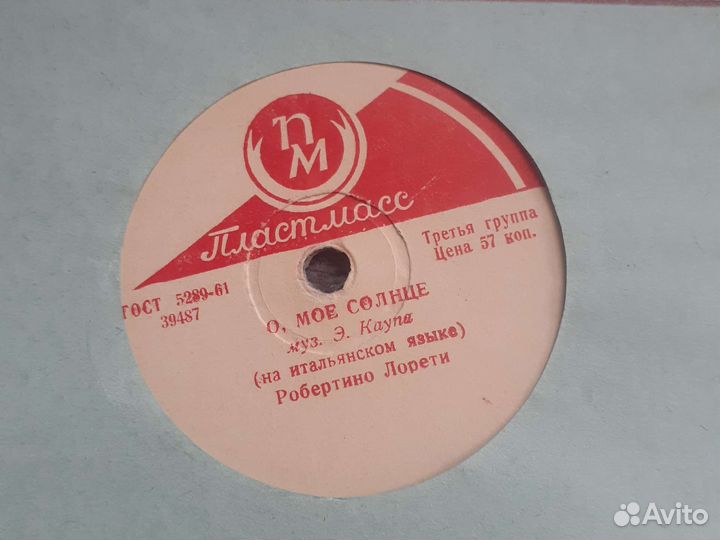 ПМ
Пластмасс
Третья группа
Цена 57 коп.
ГОСТ 5289-61
39487
О, МОЕ СОЛНЦЕ
муз. Э. Каупа
(на итальянском языке)
Робертино Лорети
Avito